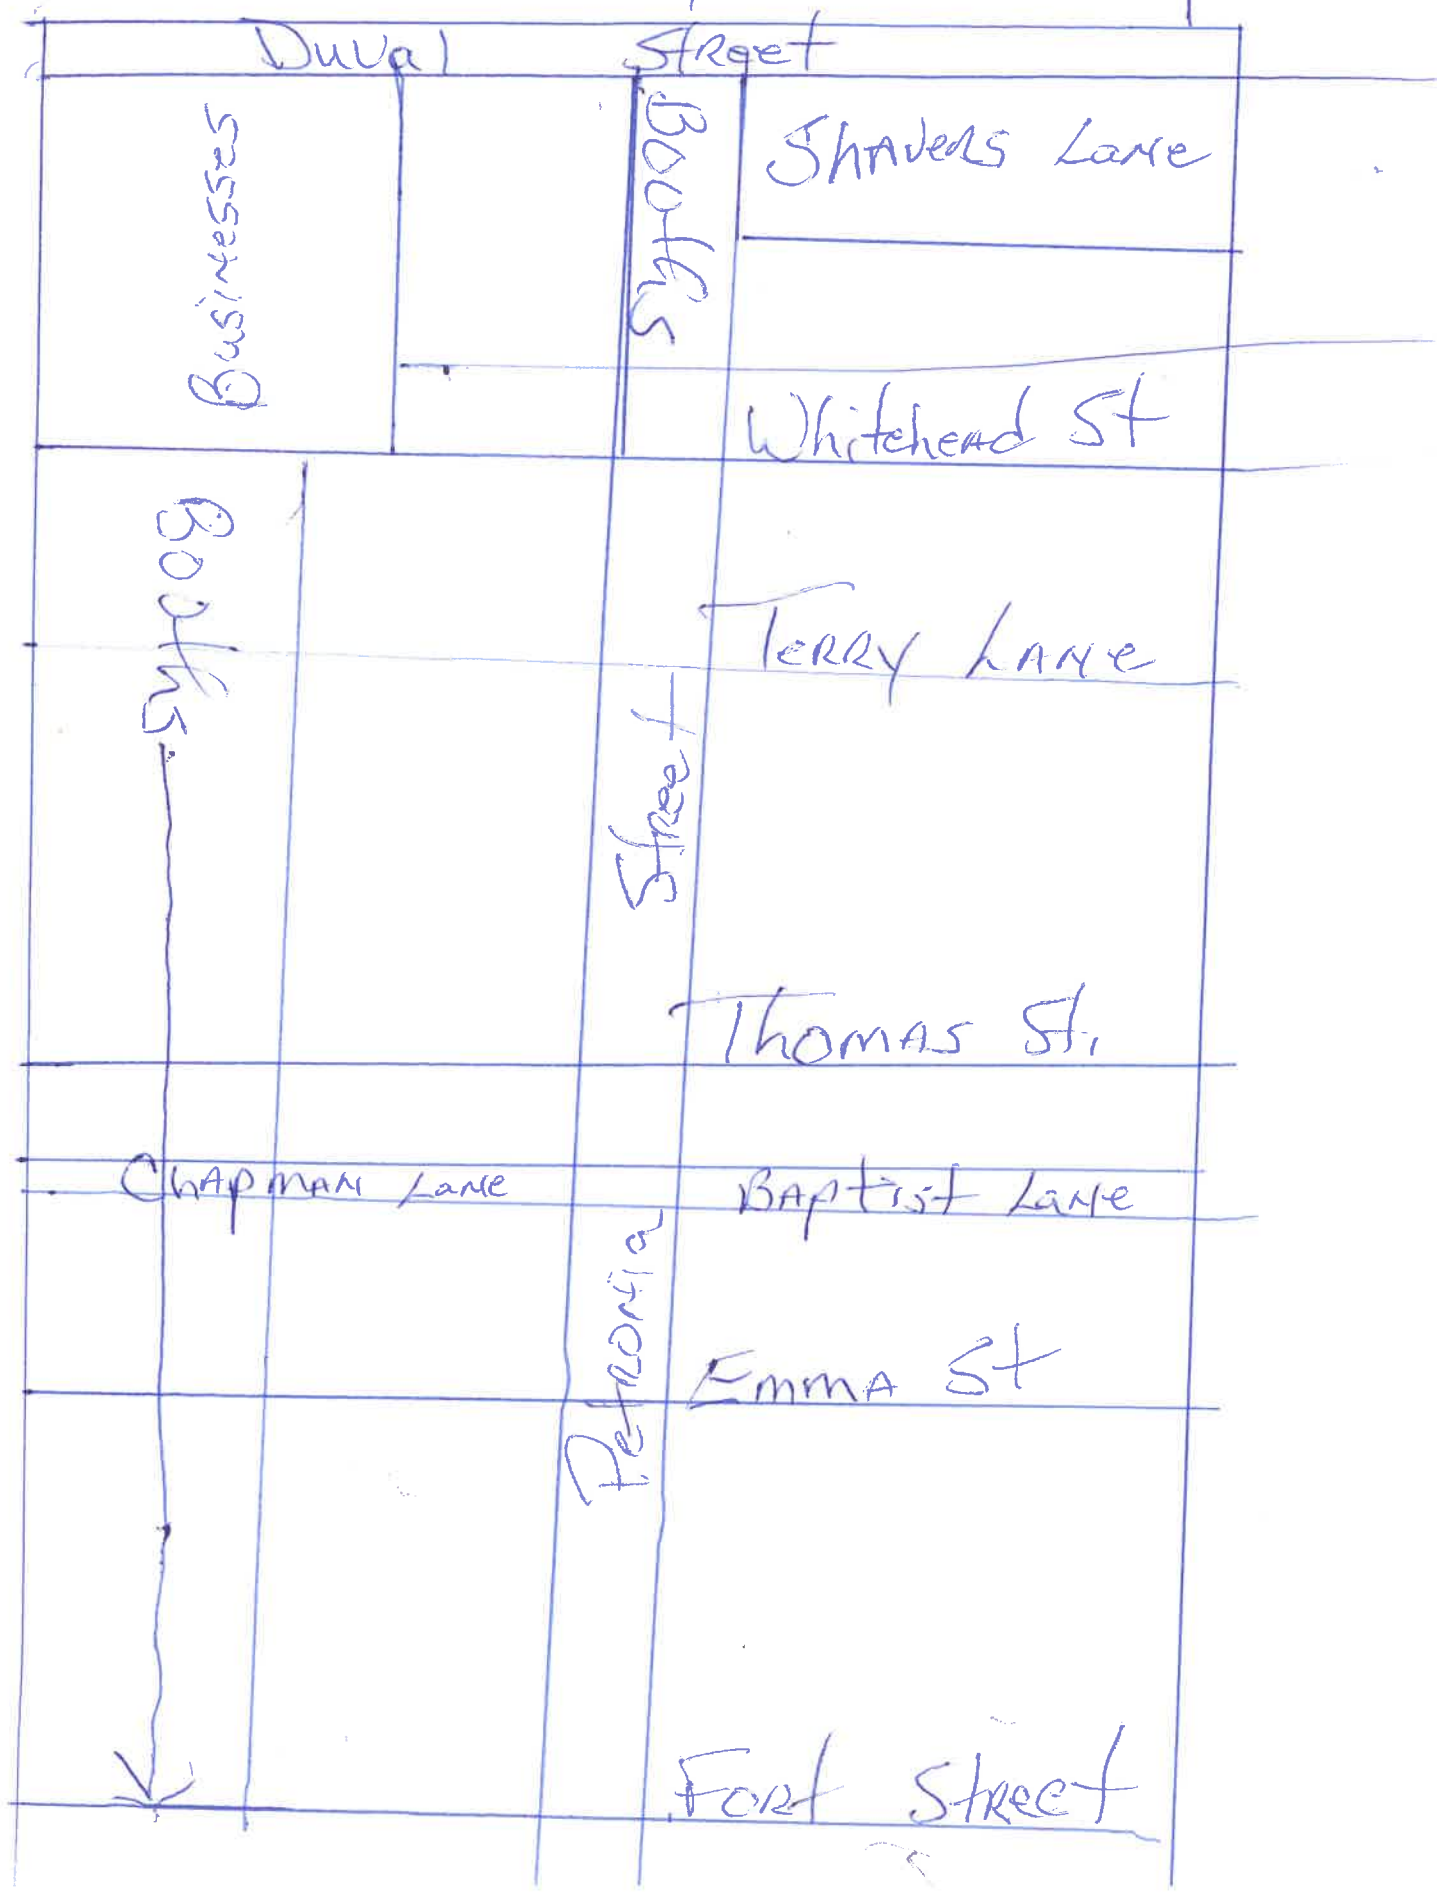 Duval Street
Businesses
Booths
Shavers Lane
Whitehead St
Booths
Terry Lane
Street
Thomas St.
Chapman Lane
Baptist Lane
Petronia
Emma St
Fort Street